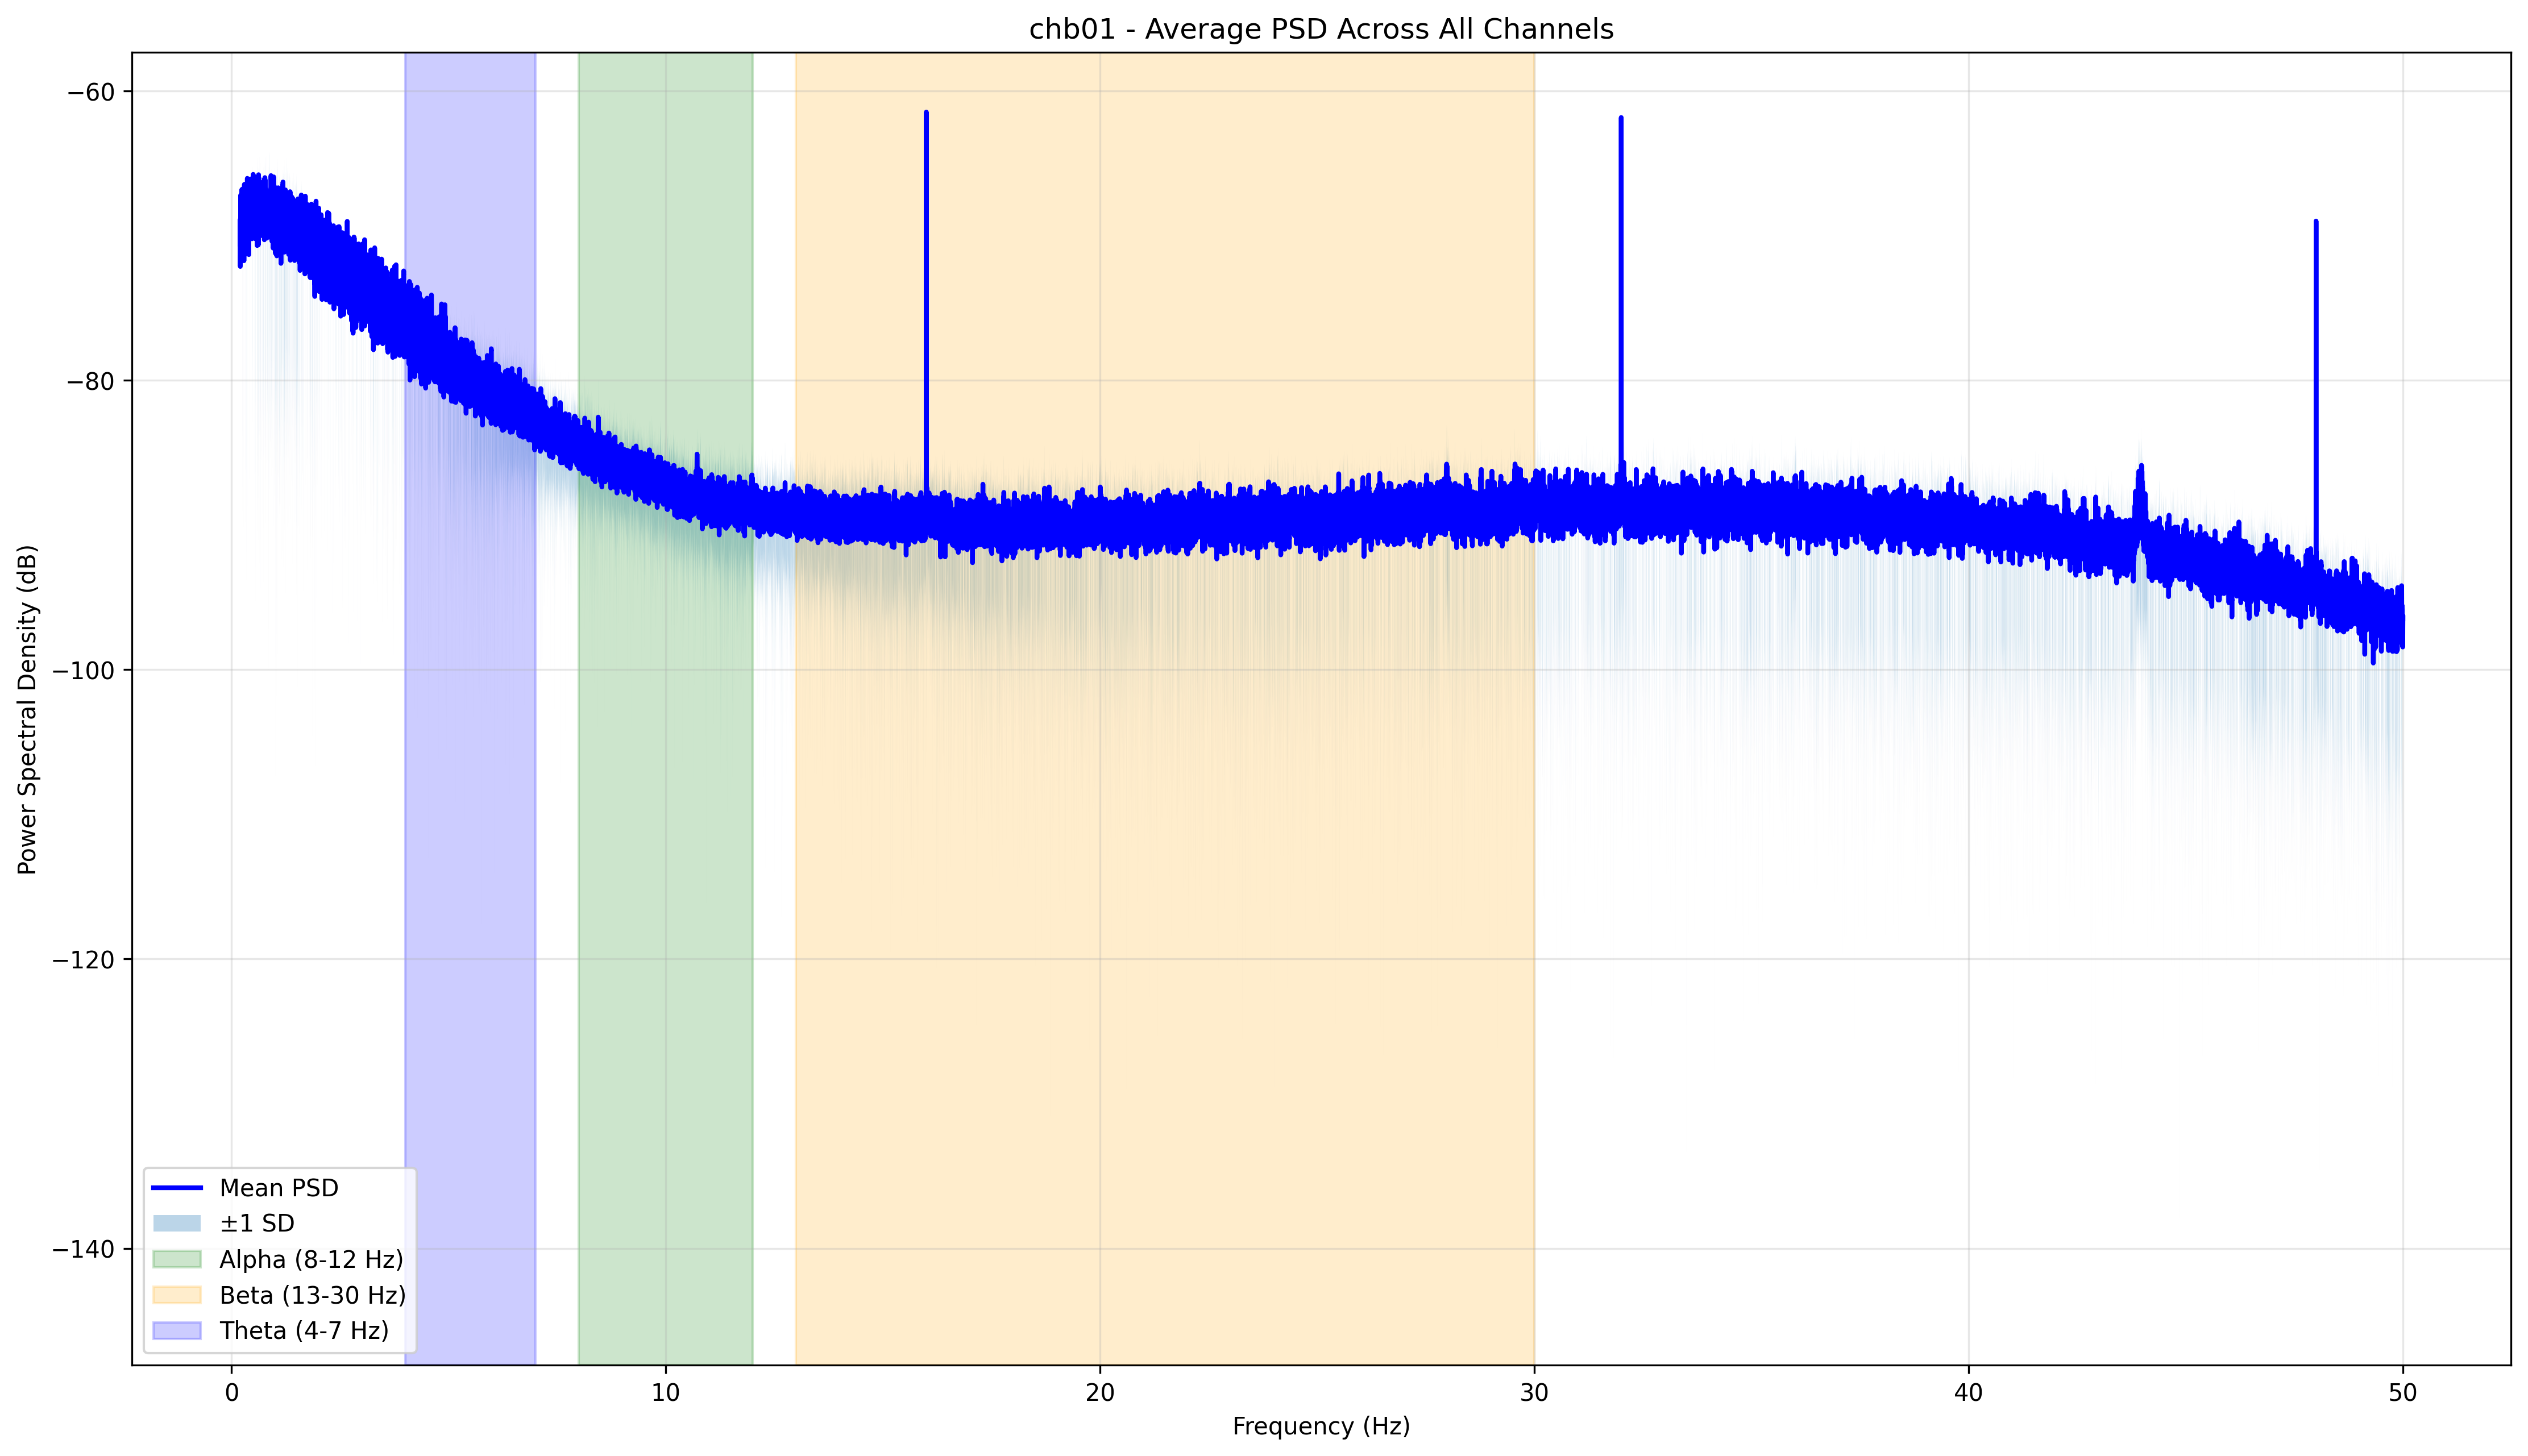 chb01 - Average PSD Across All Channels
Power Spectral Density (dB)
−60
−80
−100
−120
−140
Mean PSD
±1 SD
Alpha (8-12 Hz)
Beta (13-30 Hz)
Theta (4-7 Hz)
0 10 20 30 40 50
Frequency (Hz)